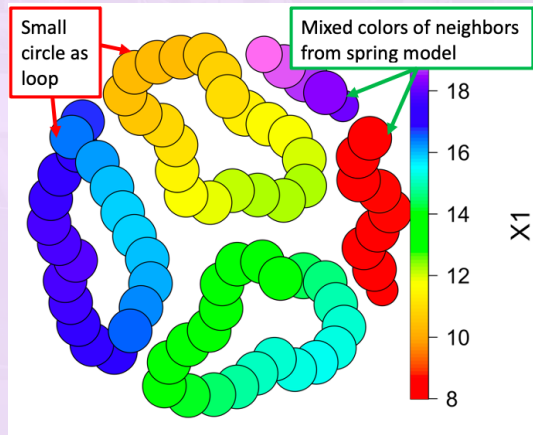 Small
circle as
loop
Mixed colors of neighbors
from spring model
18
16
14
12
10
8
X1